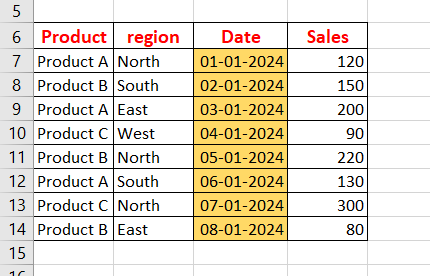 5
6 Product region Date Sales
7 Product A North 01-01-2024 120
8 Product B South 02-01-2024 150
9 Product A East 03-01-2024 200
10 Product C West 04-01-2024 90
11 Product B North 05-01-2024 220
12 Product A South 06-01-2024 130
13 Product C North 07-01-2024 300
14 Product B East 08-01-2024 80
15
16